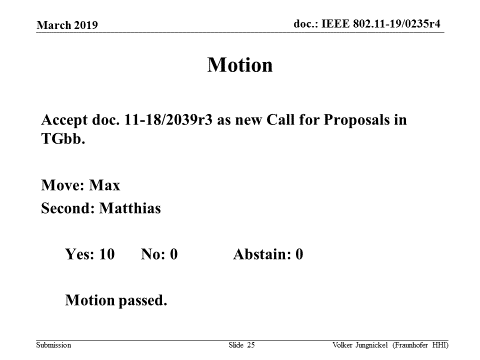 March 2019 doc.: IEEE 802.11-19/0235r4
Motion
Accept doc. 11-18/2039r3 as new Call for Proposals in
TGbb.
Move: Max
Second: Matthias
Yes: 10 No: 0 Abstain: 0
Motion passed.
Submission Slide 25 Volker Jungnickel (Fraunhofer HHI)